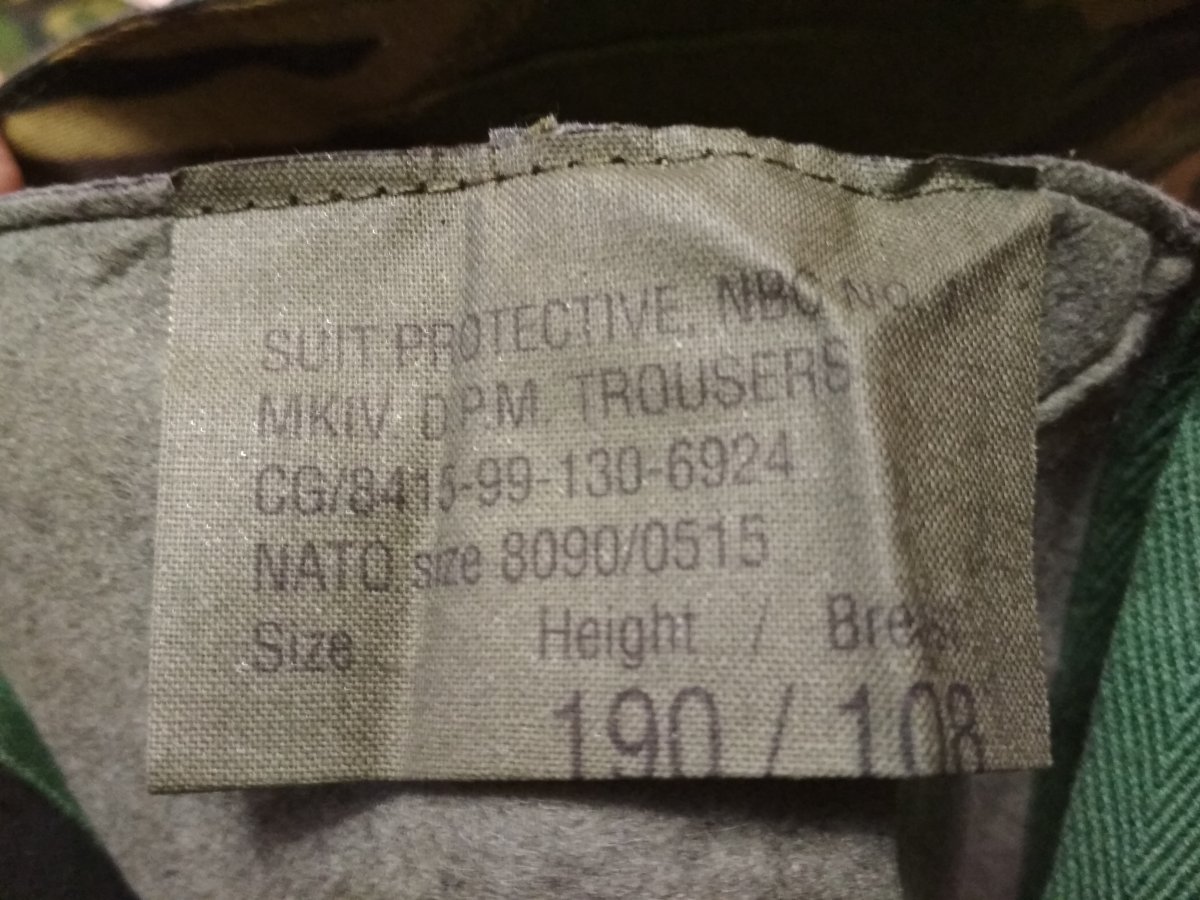 SUIT PROTECTIVE, NBC No. 1
MKIV. D.P.M. TROUSERS
CG/8415-99-130-6924
NATO size 8090/0515
Size Height /
190 / 108